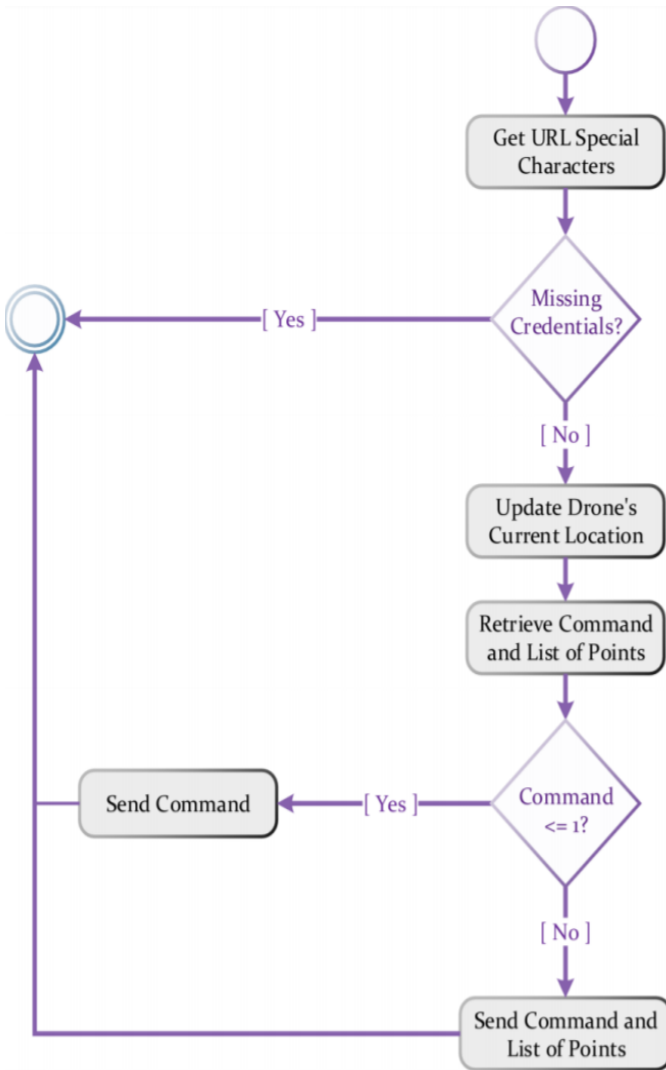 Get URL Special
Characters
Missing
Credentials?
[ Yes ]
[ No ]
Update Drone's
Current Location
Retrieve Command
and List of Points
Command
<= 1?
[ Yes ]
Send Command
[ No ]
Send Command and
List of Points